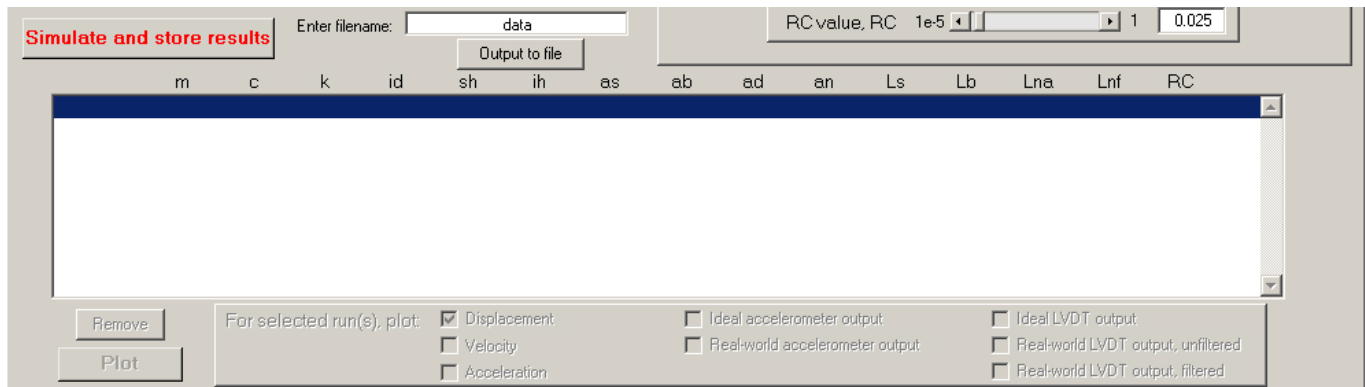 Simulate and store results
Enter filename: data
Output to file
RC value, RC 1e-5 1 0.025
m c k id sh ih as ab ad an Ls Lb Lna Lnf RC
Remove
Plot
For selected run(s), plot:
Displacement
Velocity
Acceleration
Ideal accelerometer output
Real-world accelerometer output
Ideal LVDT output
Real-world LVDT output, unfiltered
Real-world LVDT output, filtered